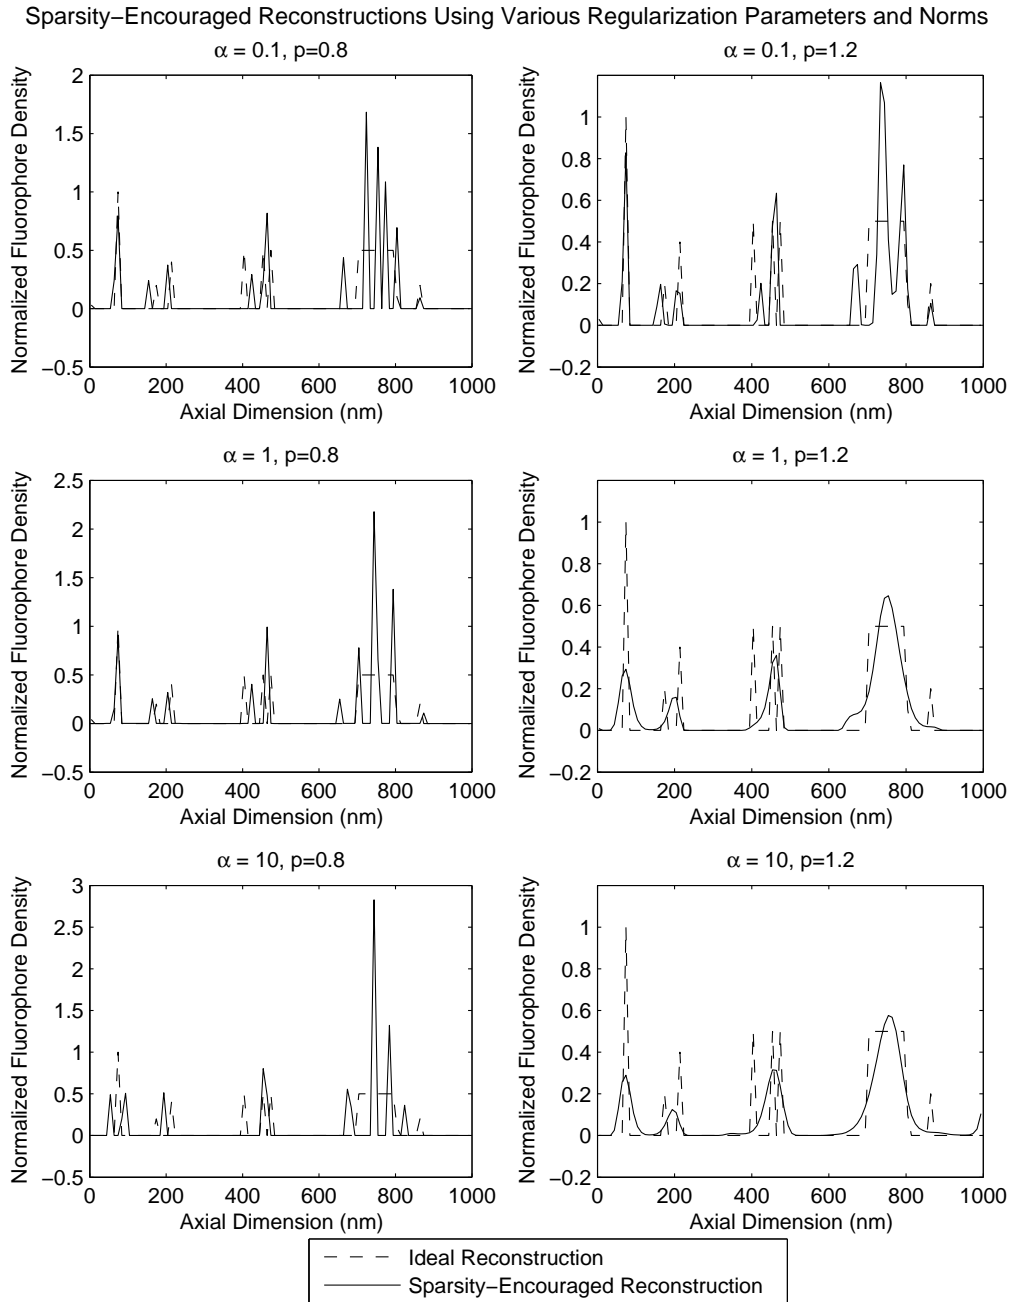 Sparsity−Encouraged Reconstructions Using Various Regularization Parameters and Norms
α = 0.1, p=0.8
Normalized Fluorophore Density
2
1.5
1
0.5
0
−0.5
0 200 400 600 800 1000
Axial Dimension (nm)
α = 0.1, p=1.2
Normalized Fluorophore Density
1
0.8
0.6
0.4
0.2
0
−0.2
0 200 400 600 800 1000
Axial Dimension (nm)
α = 1, p=0.8
Normalized Fluorophore Density
2.5
2
1.5
1
0.5
0
−0.5
0 200 400 600 800 1000
Axial Dimension (nm)
α = 1, p=1.2
Normalized Fluorophore Density
1
0.8
0.6
0.4
0.2
0
−0.2
0 200 400 600 800 1000
Axial Dimension (nm)
α = 10, p=0.8
Normalized Fluorophore Density
3
2.5
2
1.5
1
0.5
0
−0.5
0 200 400 600 800 1000
Axial Dimension (nm)
α = 10, p=1.2
Normalized Fluorophore Density
1
0.8
0.6
0.4
0.2
0
−0.2
0 200 400 600 800 1000
Axial Dimension (nm)
Ideal Reconstruction
Sparsity−Encouraged Reconstruction